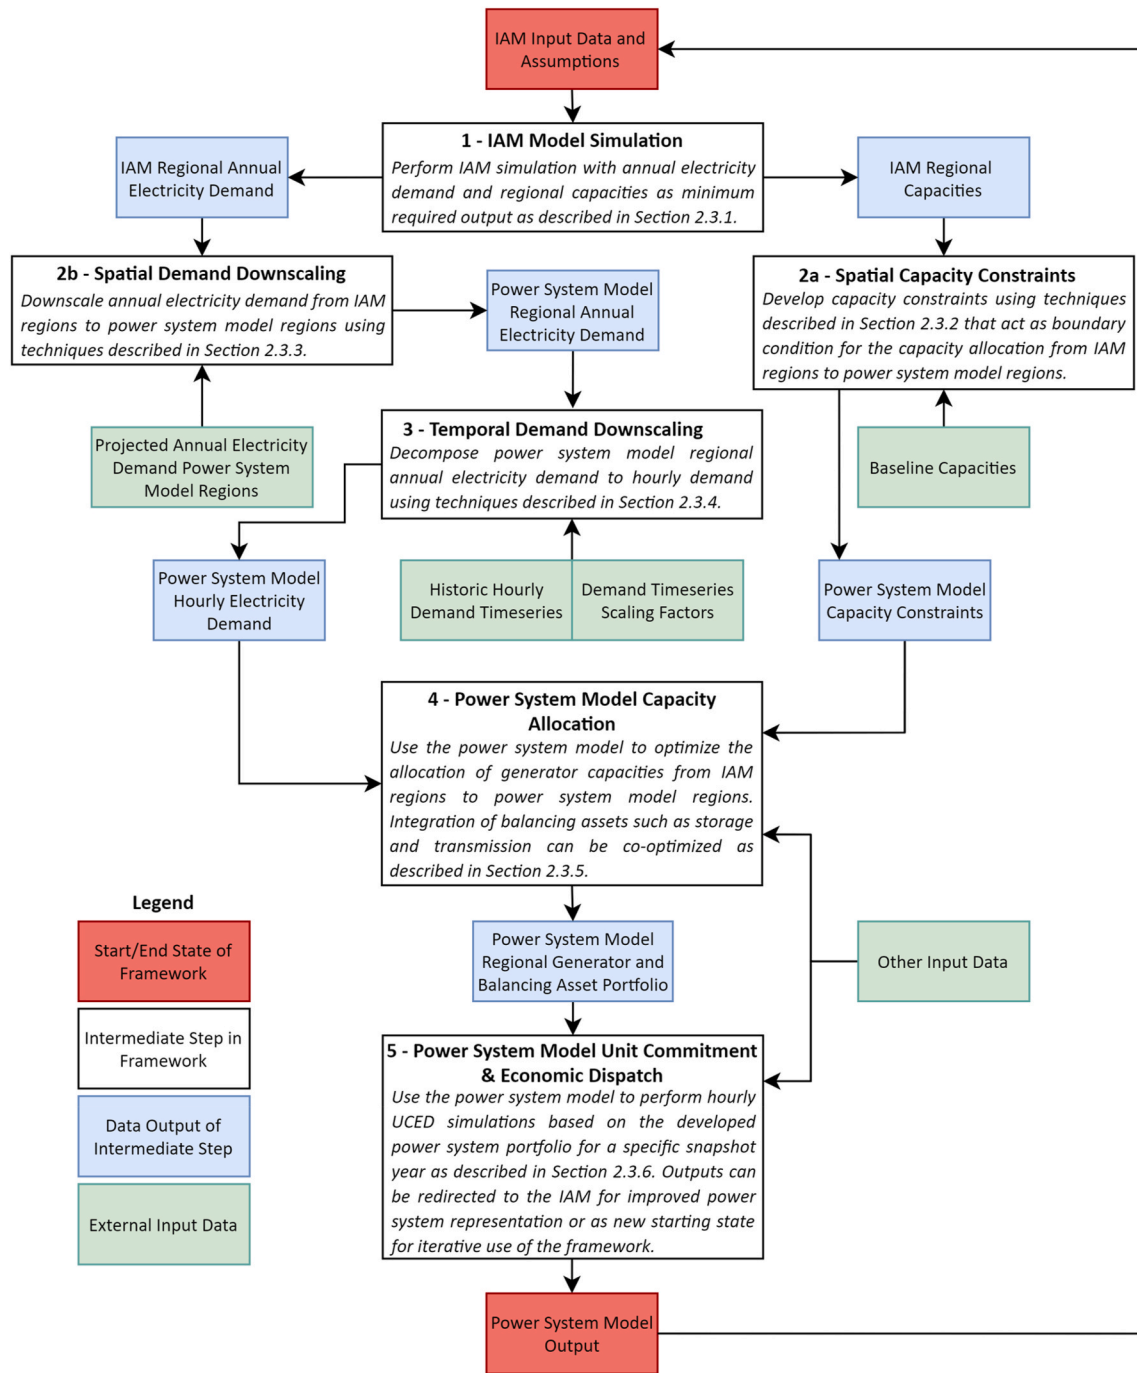 IAM Input Data and
Assumptions
1 - IAM Model Simulation
Perform IAM simulation with annual electricity
demand and regional capacities as minimum
required output as described in Section 2.3.1.
IAM Regional Annual
Electricity Demand
IAM Regional
Capacities
2b - Spatial Demand Downscaling
Downscale annual electricity demand from IAM
regions to power system model regions using
techniques described in Section 2.3.3.
Power System Model
Regional Annual
Electricity Demand
2a - Spatial Capacity Constraints
Develop capacity constraints using techniques
described in Section 2.3.2 that act as boundary
condition for the capacity allocation from IAM
regions to power system model regions.
Projected Annual Electricity
Demand Power System
Model Regions
3 - Temporal Demand Downscaling
Decompose power system model regional
annual electricity demand to hourly demand
using techniques described in Section 2.3.4.
Baseline Capacities
Power System Model
Hourly Electricity
Demand
Historic Hourly
Demand Timeseries
Demand Timeseries
Scaling Factors
Power System Model
Capacity Constraints
4 - Power System Model Capacity
Allocation
Use the power system model to optimize the
allocation of generator capacities from IAM
regions to power system model regions.
Integration of balancing assets such as storage
and transmission can be co-optimized as
described in Section 2.3.5.
Legend
Start/End State of
Framework
Intermediate Step in
Framework
Data Output of
Intermediate Step
External Input Data
Power System Model
Regional Generator and
Balancing Asset Portfolio
Other Input Data
5 - Power System Model Unit Commitment
& Economic Dispatch
Use the power system model to perform hourly
UCED simulations based on the developed
power system portfolio for a specific snapshot
year as described in Section 2.3.6. Outputs can
be redirected to the IAM for improved power
system representation or as new starting state
for iterative use of the framework.
Power System Model
Output